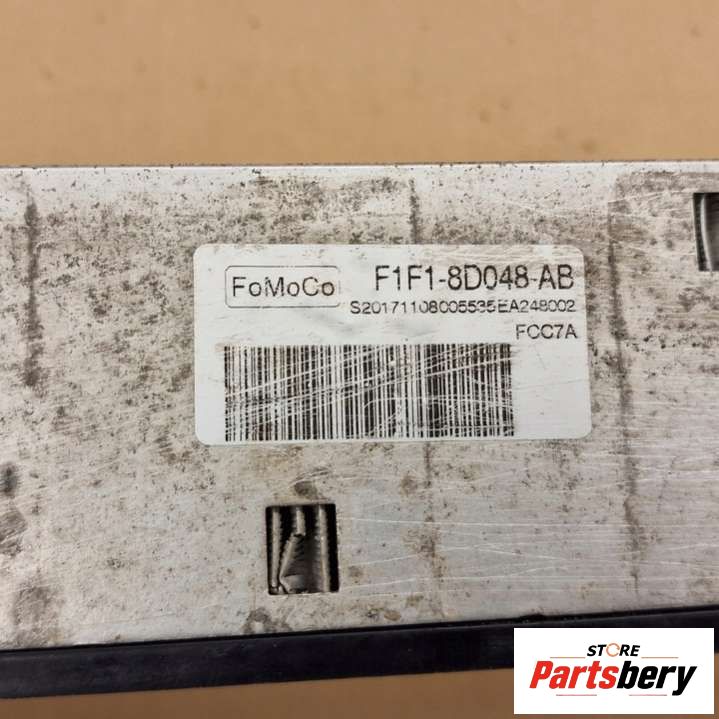 FoMoCo
F1F1-8D048-AB
S20171108005535EA248002
FCC7A
STORE
Partsbery